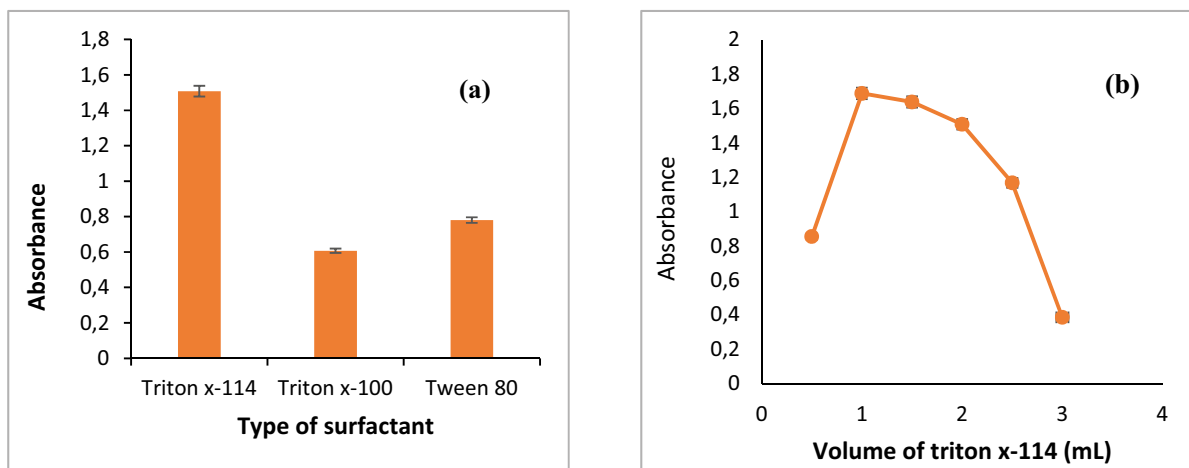 (a)
Absorbance
1,8
1,6
1,4
1,2
1
0,8
0,6
0,4
0,2
0
Triton x-114 Triton x-100 Tween 80
Type of surfactant
(b)
Absorbance
2
1,8
1,6
1,4
1,2
1
0,8
0,6
0,4
0,2
0
0 1 2 3 4
Volume of triton x-114 (mL)